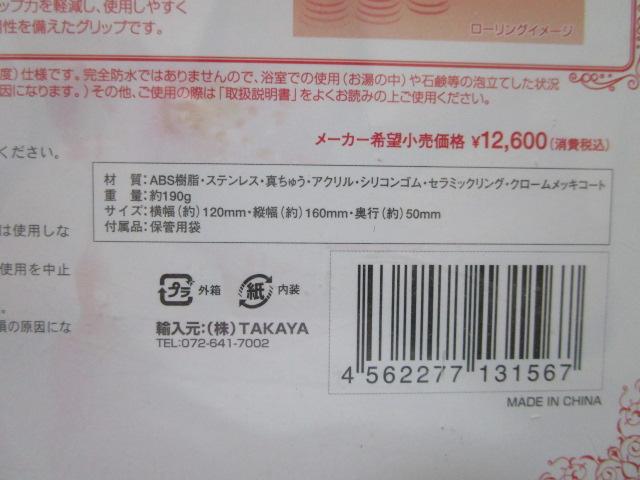 ップ力を軽減し、使用しやすく
性を備えたグリップです。
ローリングイメージ
度)仕様です。完全防水ではありませんので、浴室での使用(お湯の中)や石鹸等の泡立てした状況
因になります。)その他、ご使用の際は「取扱説明書」をよくお読みの上ご使用ください。
メーカー希望小売価格 ¥12,600(消費税込)
ください。
材 質:ABS樹脂・ステンレス・真ちゅう・アクリル・シリコンゴム・セラミックリング・クロームメッキコート
重 量:約190g
サイズ:横幅(約)120mm・縦幅(約)160mm・奥行(約)50mm
付属品:保管用袋
は使用しな
使用を中止
損の原因にな
プラ 外箱 紙 内装
輸入元:(株)TAKAYA
TEL:072-641-7002
4 562277 131567
MADE IN CHINA